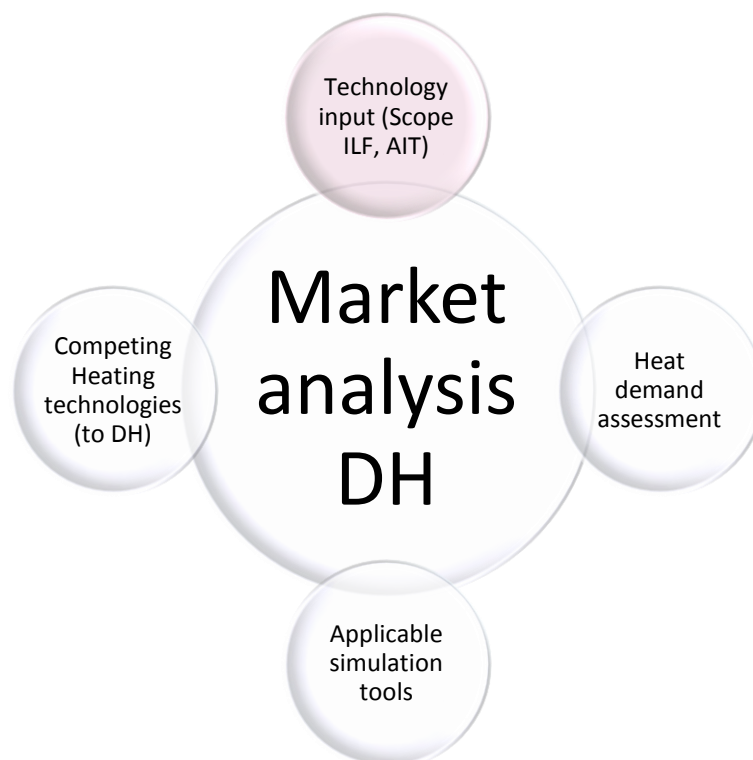 Technology
input (Scope
ILF, AIT)
Market
analysis
DH
Competing
Heating
technologies
(to DH)
Heat
demand
assessment
Applicable
simulation
tools